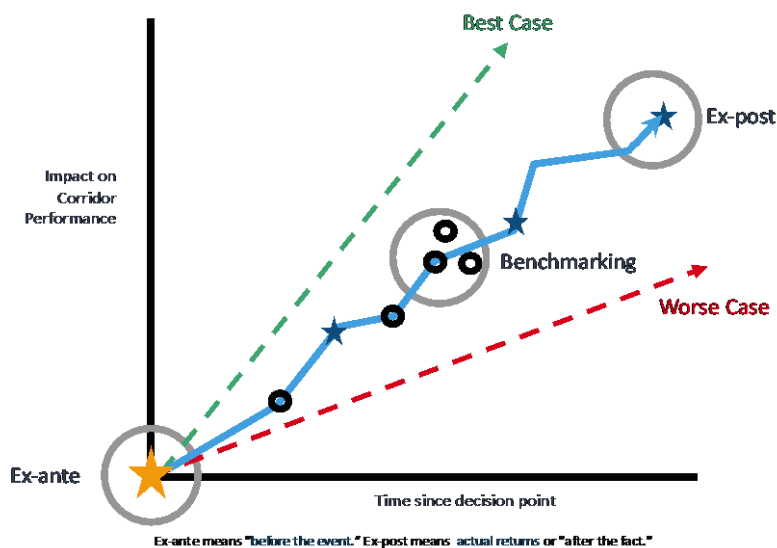 Best Case
Ex-post
Impact on
Corridor
Performance
Benchmarking
Worse Case
Ex-ante
Time since decision point
Ex-ante means "before the event." Ex-post means actual returns or "after the fact."